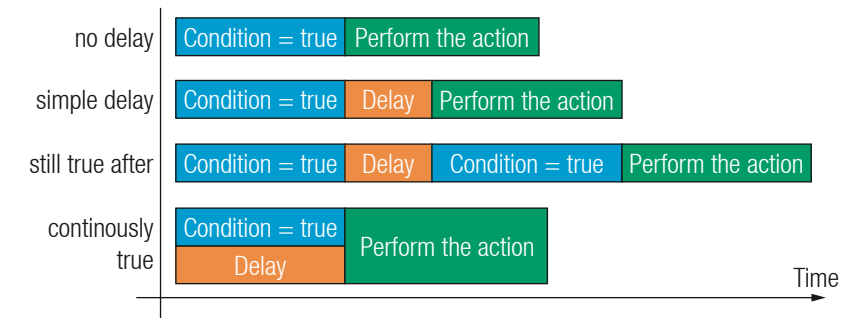 no delay
Condition = true
Perform the action
simple delay
Condition = true
Delay
Perform the action
still true after
Condition = true
Delay
Condition = true
Perform the action
continously
true
Condition = true
Delay
Perform the action
Time